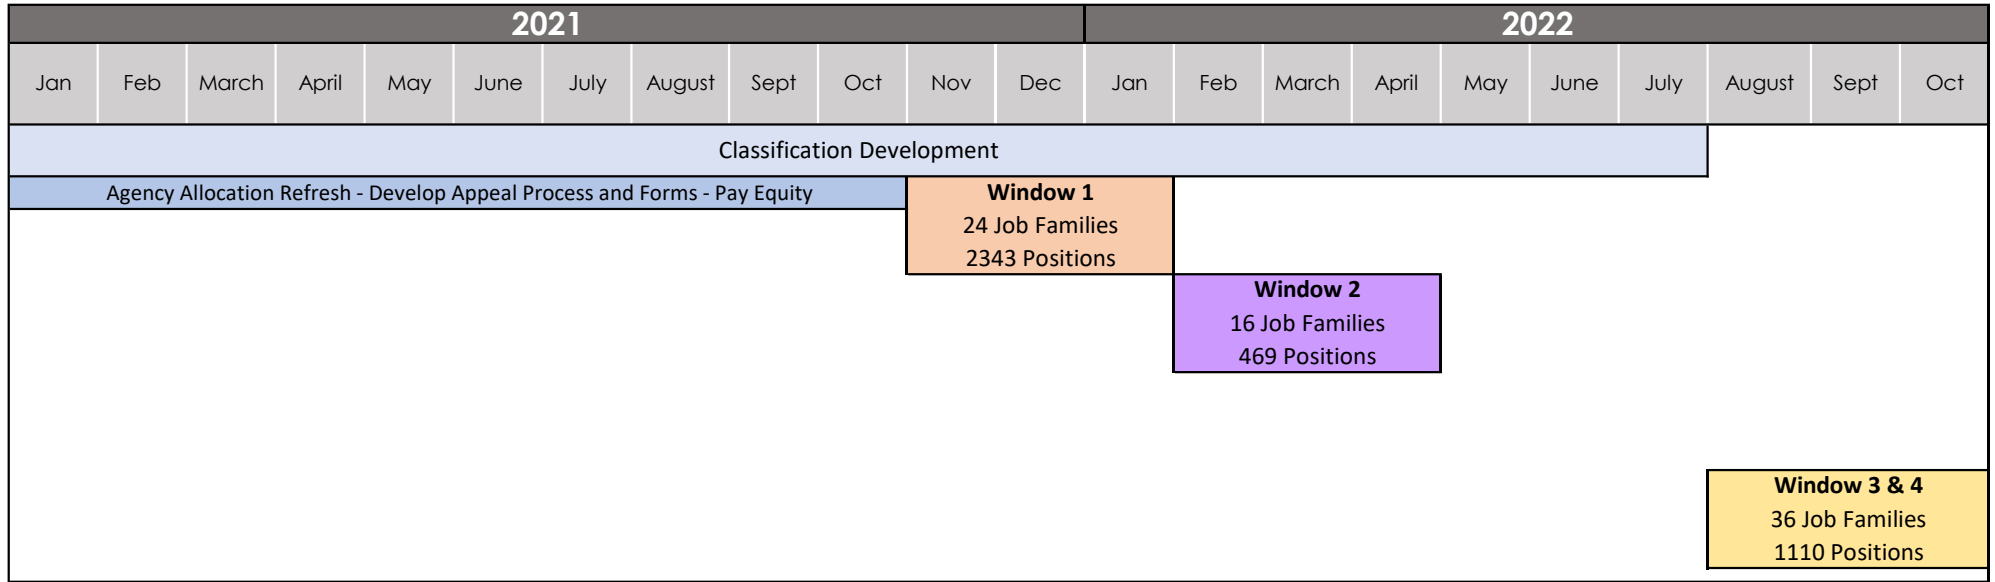 2021 2022
Jan Feb March April May June July August Sept Oct Nov Dec Jan Feb March April May June July August Sept Oct
Classification Development
Agency Allocation Refresh - Develop Appeal Process and Forms - Pay Equity
Window 1
24 Job Families
2343 Positions
Window 2
16 Job Families
469 Positions
Window 3 & 4
36 Job Families
1110 Positions